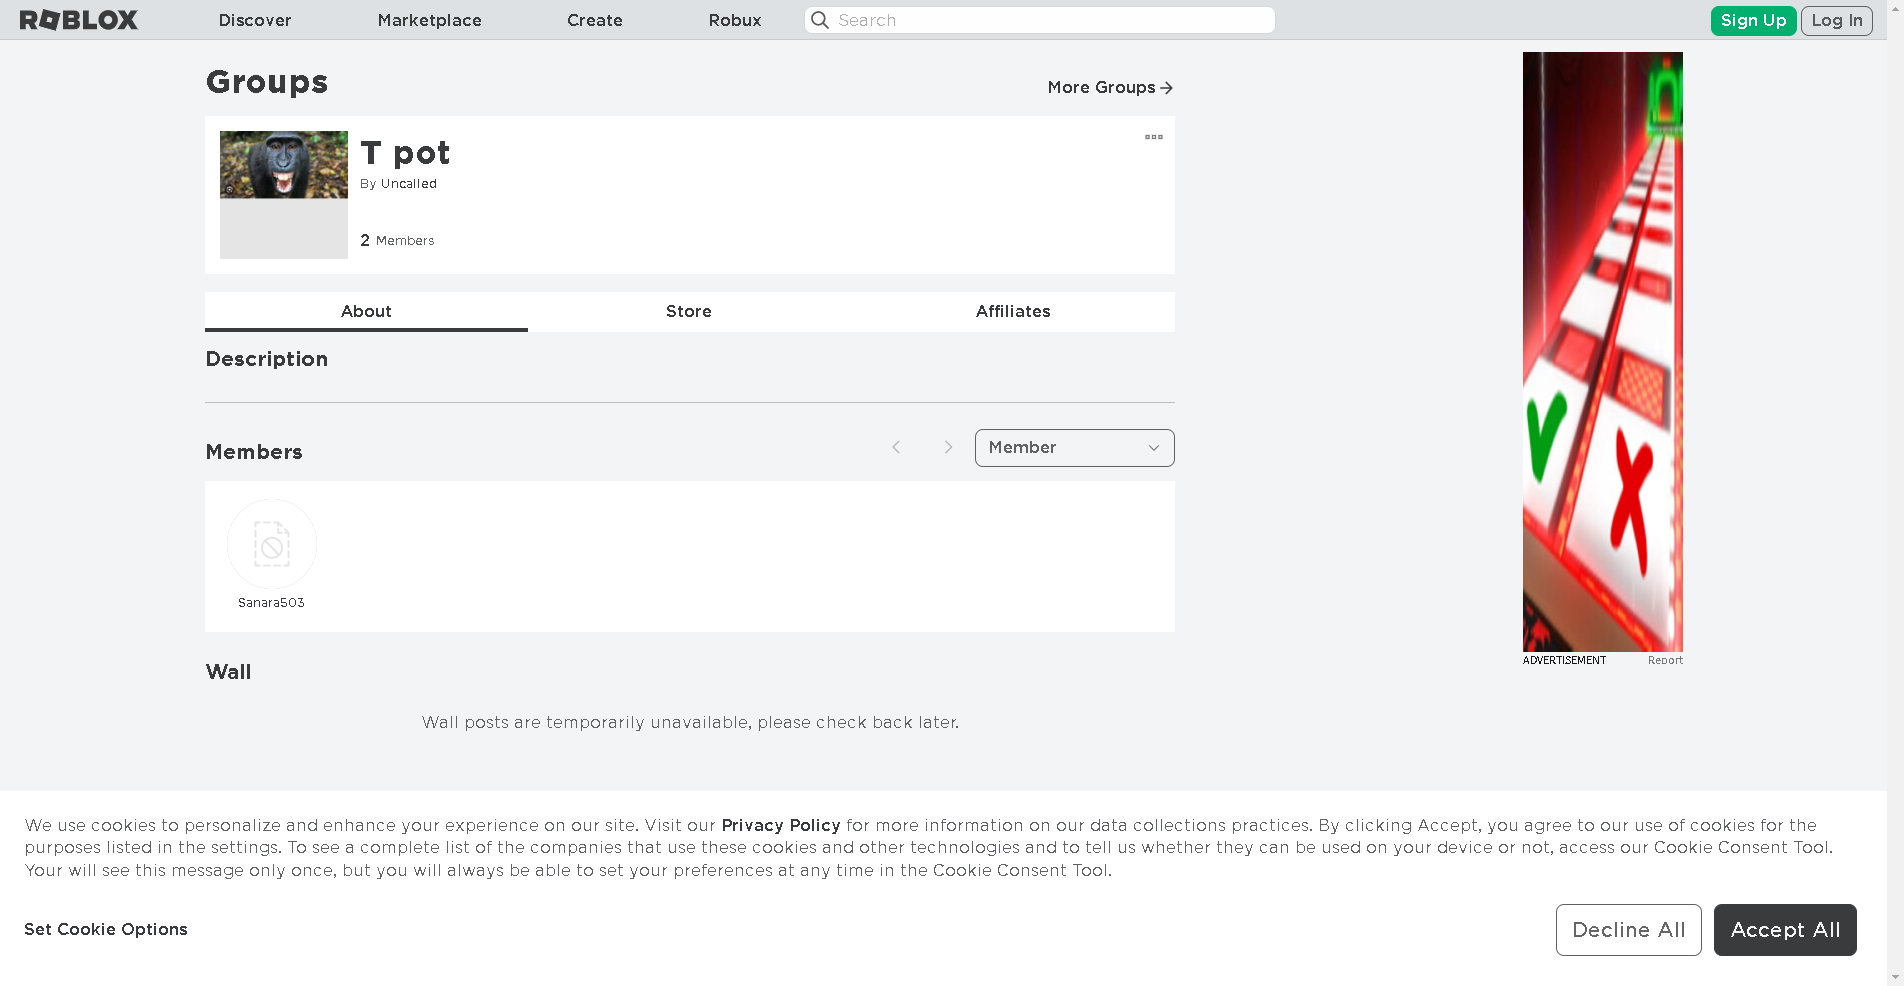 ROBLOX
Discover
Marketplace
Create
Robux
Search
Sign Up
Log In
Groups
More Groups
T pot
By Uncalled
2 Members
About
Store
Affiliates
Description
Members
Member
Sanara503
Wall
Wall posts are temporarily unavailable, please check back later.
ADVERTISEMENT
Report
We use cookies to personalize and enhance your experience on our site. Visit our Privacy Policy for more information on our data collections practices. By clicking Accept, you agree to our use of cookies for the
purposes listed in the settings. To see a complete list of the companies that use these cookies and other technologies and to tell us whether they can be used on your device or not, access our Cookie Consent Tool.
Your will see this message only once, but you will always be able to set your preferences at any time in the Cookie Consent Tool.
Set Cookie Options
Decline All
Accept All